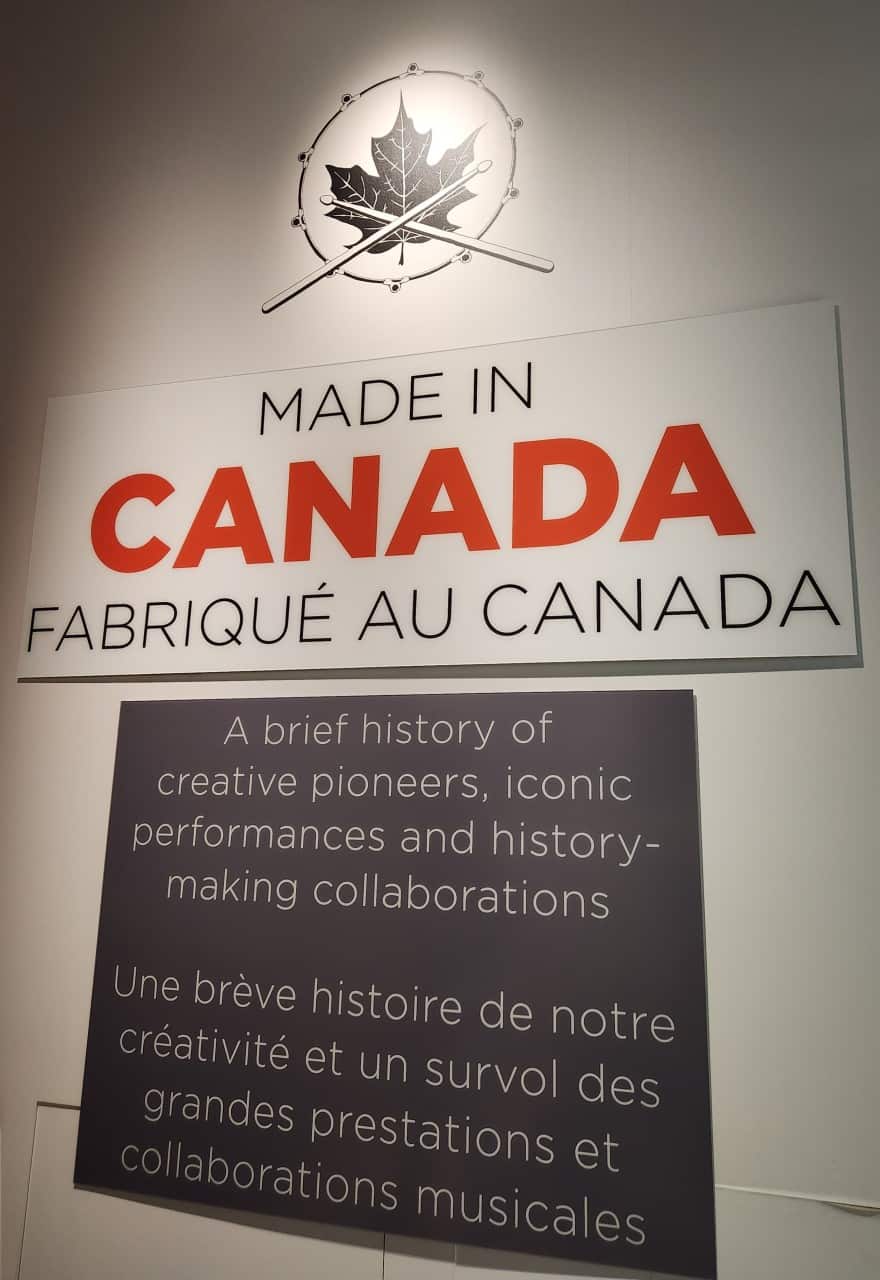 MADE IN
CANADA
FABRIQUÉ AU CANADA
A brief history of
creative pioneers, iconic
performances and history-
making collaborations
Une brève histoire de notre
créativité et un survol des
grandes prestations et
collaborations musicales